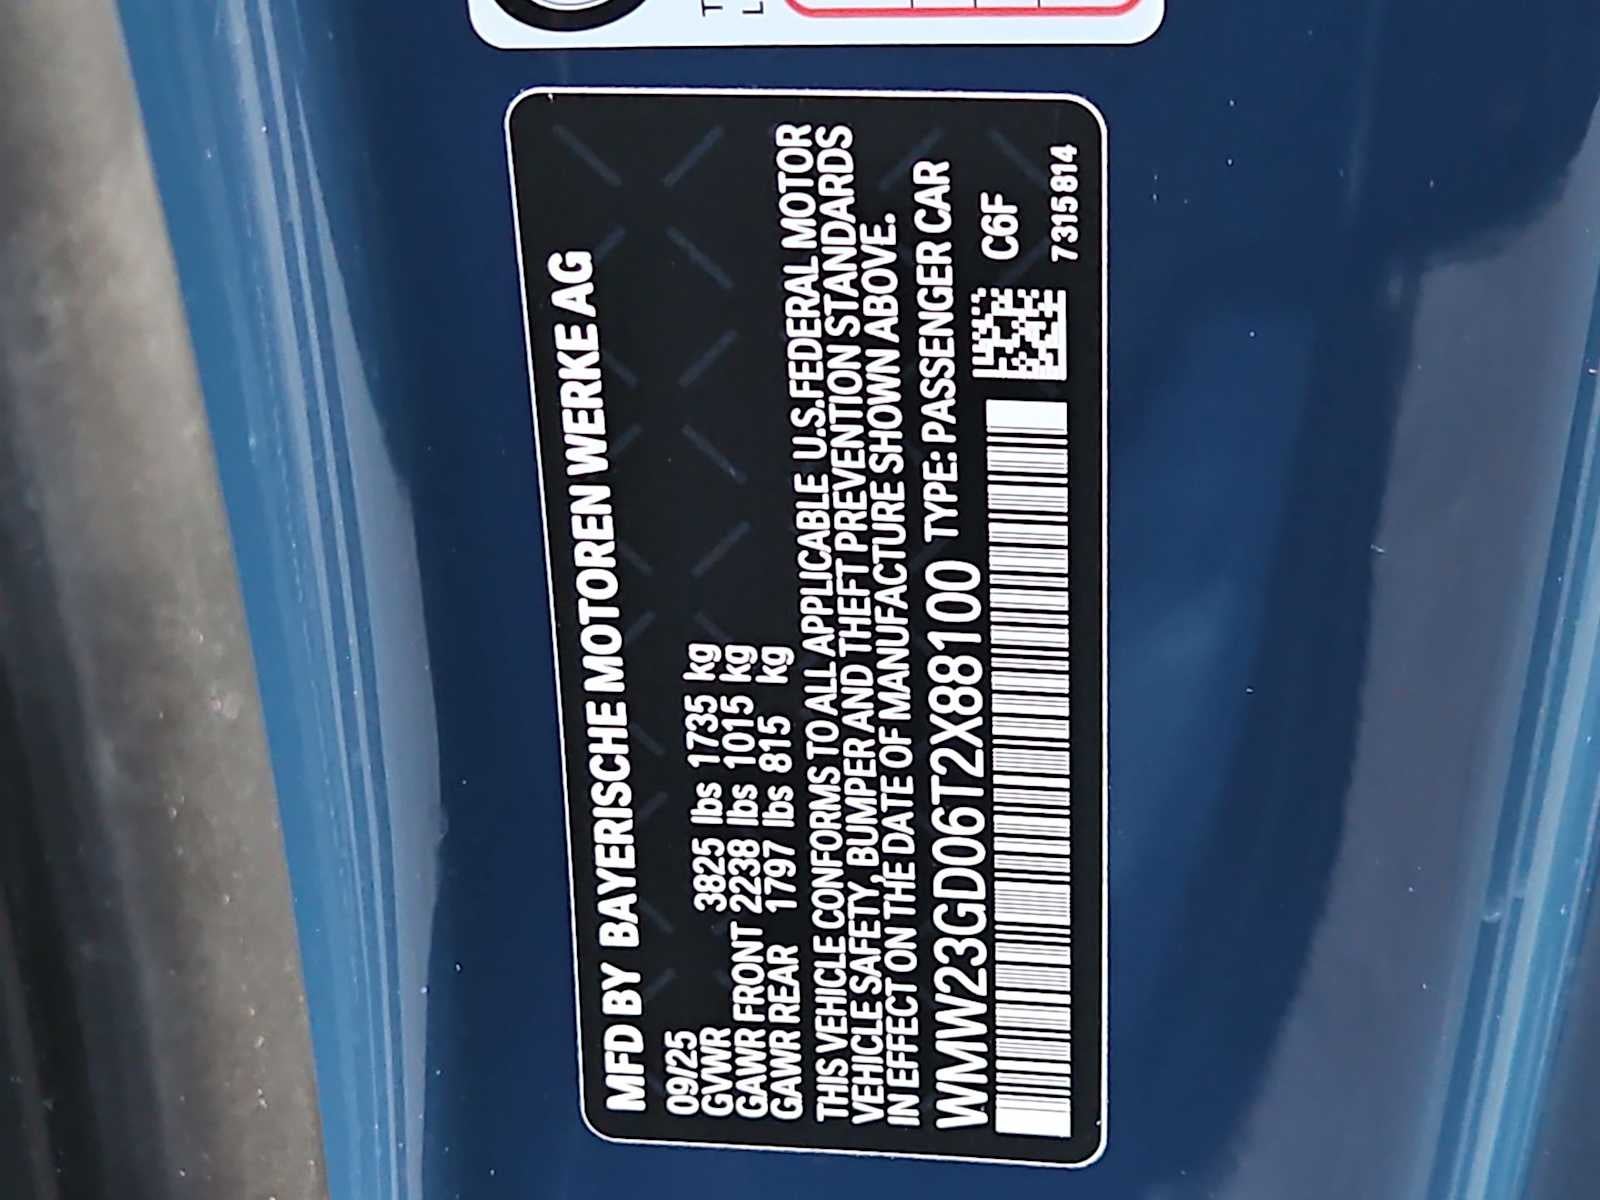 MFD BY BAYERISCHE MOTOREN WERKE AG
09/25
GVWR 3825 lbs 1735 kg
GAWR FRONT 2238 lbs 1015 kg
GAWR REAR 1797 lbs 815 kg
THIS VEHICLE CONFORMS TO ALL APPLICABLE U.S.FEDERAL MOTOR
VEHICLE SAFETY, BUMPER AND THEFT PREVENTION STANDARDS
IN EFFECT ON THE DATE OF MANUFACTURE SHOWN ABOVE.
WMW23GD06T2X88100 TYPE: PASSENGER CAR
C6F
7315814